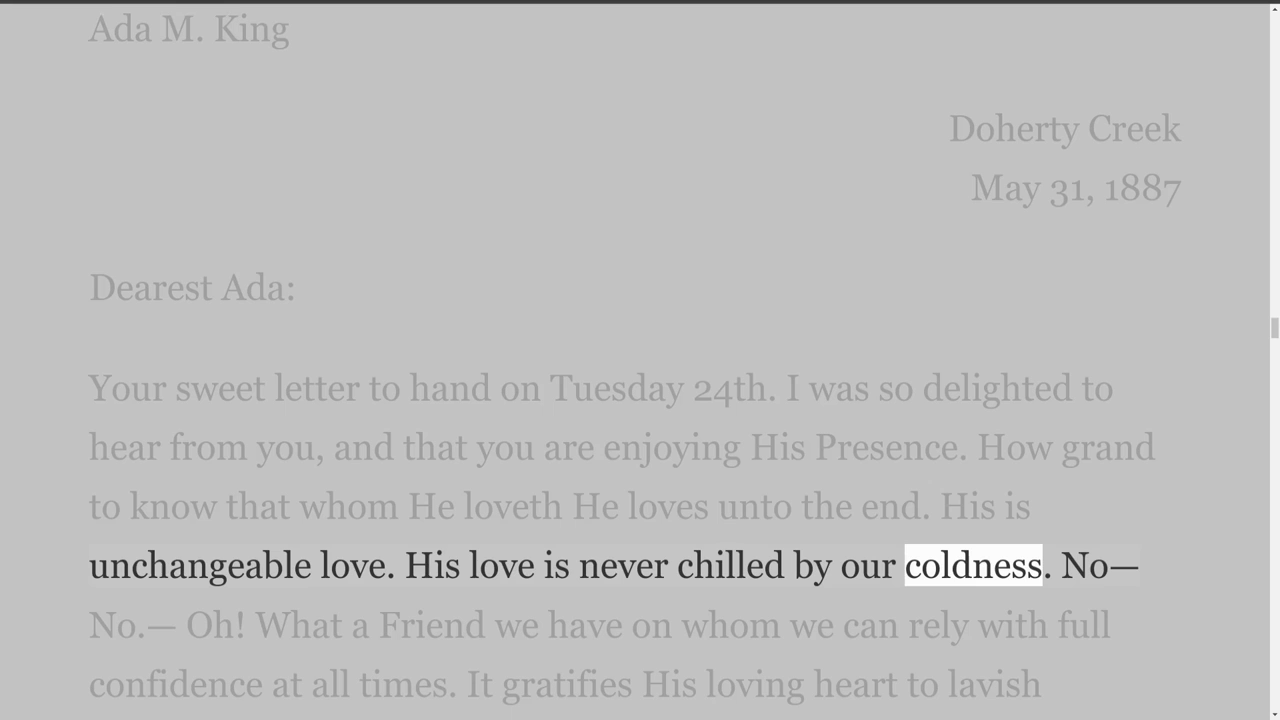 Ada M. King
Doherty Creek
May 31, 1887
Dearest Ada:
Your sweet letter to hand on Tuesday 24th. I was so delighted to
hear from you, and that you are enjoying His Presence. How grand
to know that whom He loveth He loves unto the end. His is
unchangeable love. His love is never chilled by our coldness. No—
No.— Oh! What a Friend we have on whom we can rely with full
confidence at all times. It gratifies His loving heart to lavish